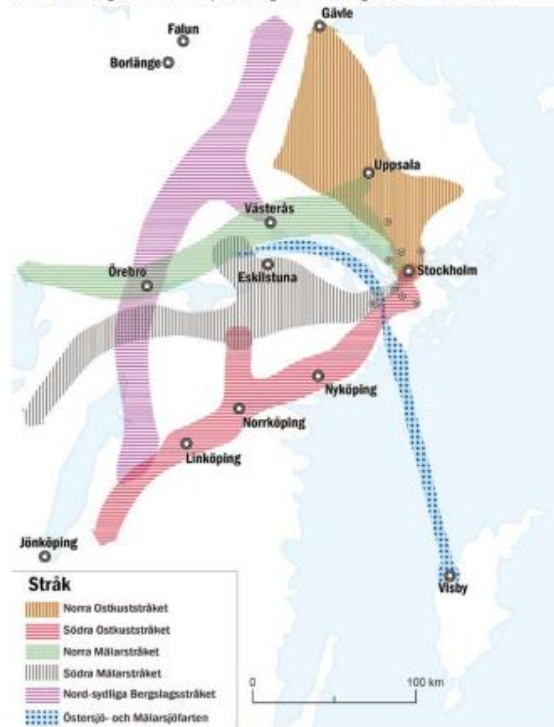 Gävle
Falun
Borlänge
Uppsala
Västerås
Örebro
Eskilstuna
Stockholm
Nyköping
Norrköping
Linköping
Jönköping
Visby
Stråk
Norra Ostkuststråket
Södra Ostkuststråket
Norra Mälarstråket
Södra Mälarstråket
Nord-sydliga Bergslagsstråket
Östersjö- och Mälarsjöfarten
0 100 km